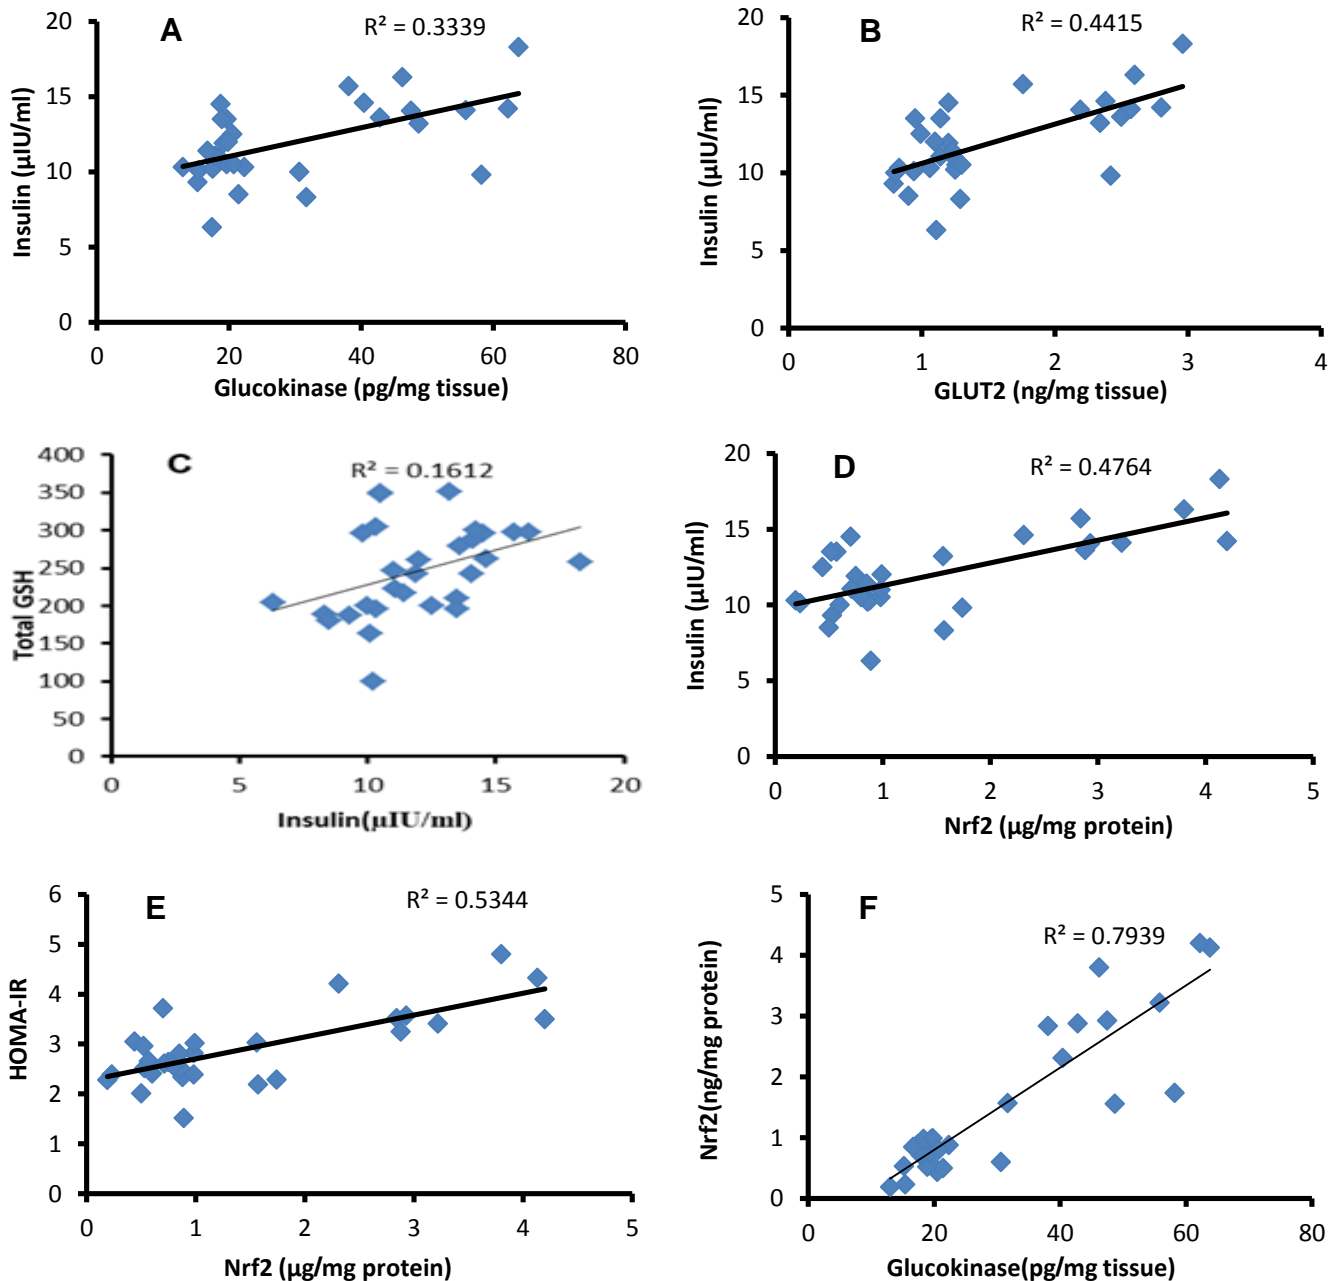 A
R² = 0.3339
20
15
10
5
0
Insulin (µIU/ml)
0 20 40 60 80
Glucokinase (pg/mg tissue)
B
R² = 0.4415
20
15
10
5
0
Insulin (µIU/ml)
0 1 2 3 4
GLUT2 (ng/mg tissue)
C
R² = 0.1612
400
350
300
250
200
150
100
50
0
Total GSH
0 5 10 15 20
Insulin(µIU/ml)
D
R² = 0.4764
20
15
10
5
0
Insulin (µIU/ml)
0 1 2 3 4 5
Nrf2 (µg/mg protein)
E
R² = 0.5344
6
5
4
3
2
1
0
HOMA-IR
0 1 2 3 4 5
Nrf2 (µg/mg protein)
F
R² = 0.7939
5
4
3
2
1
0
Nrf2(ng/mg protein)
0 20 40 60 80
Glucokinase(pg/mg tissue)